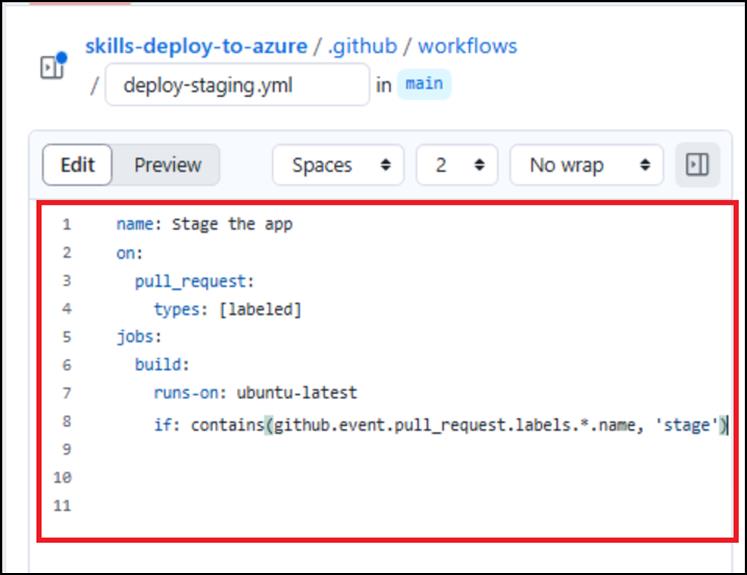 skills-deploy-to-azure / .github / workflows
/ deploy-staging.yml in main
Edit Preview Spaces 2 No wrap
1 name: Stage the app
2 on:
3   pull_request:
4     types: [labeled]
5 jobs:
6   build:
7     runs-on: ubuntu-latest
8     if: contains(github.event.pull_request.labels.*.name, 'stage')
9
10
11